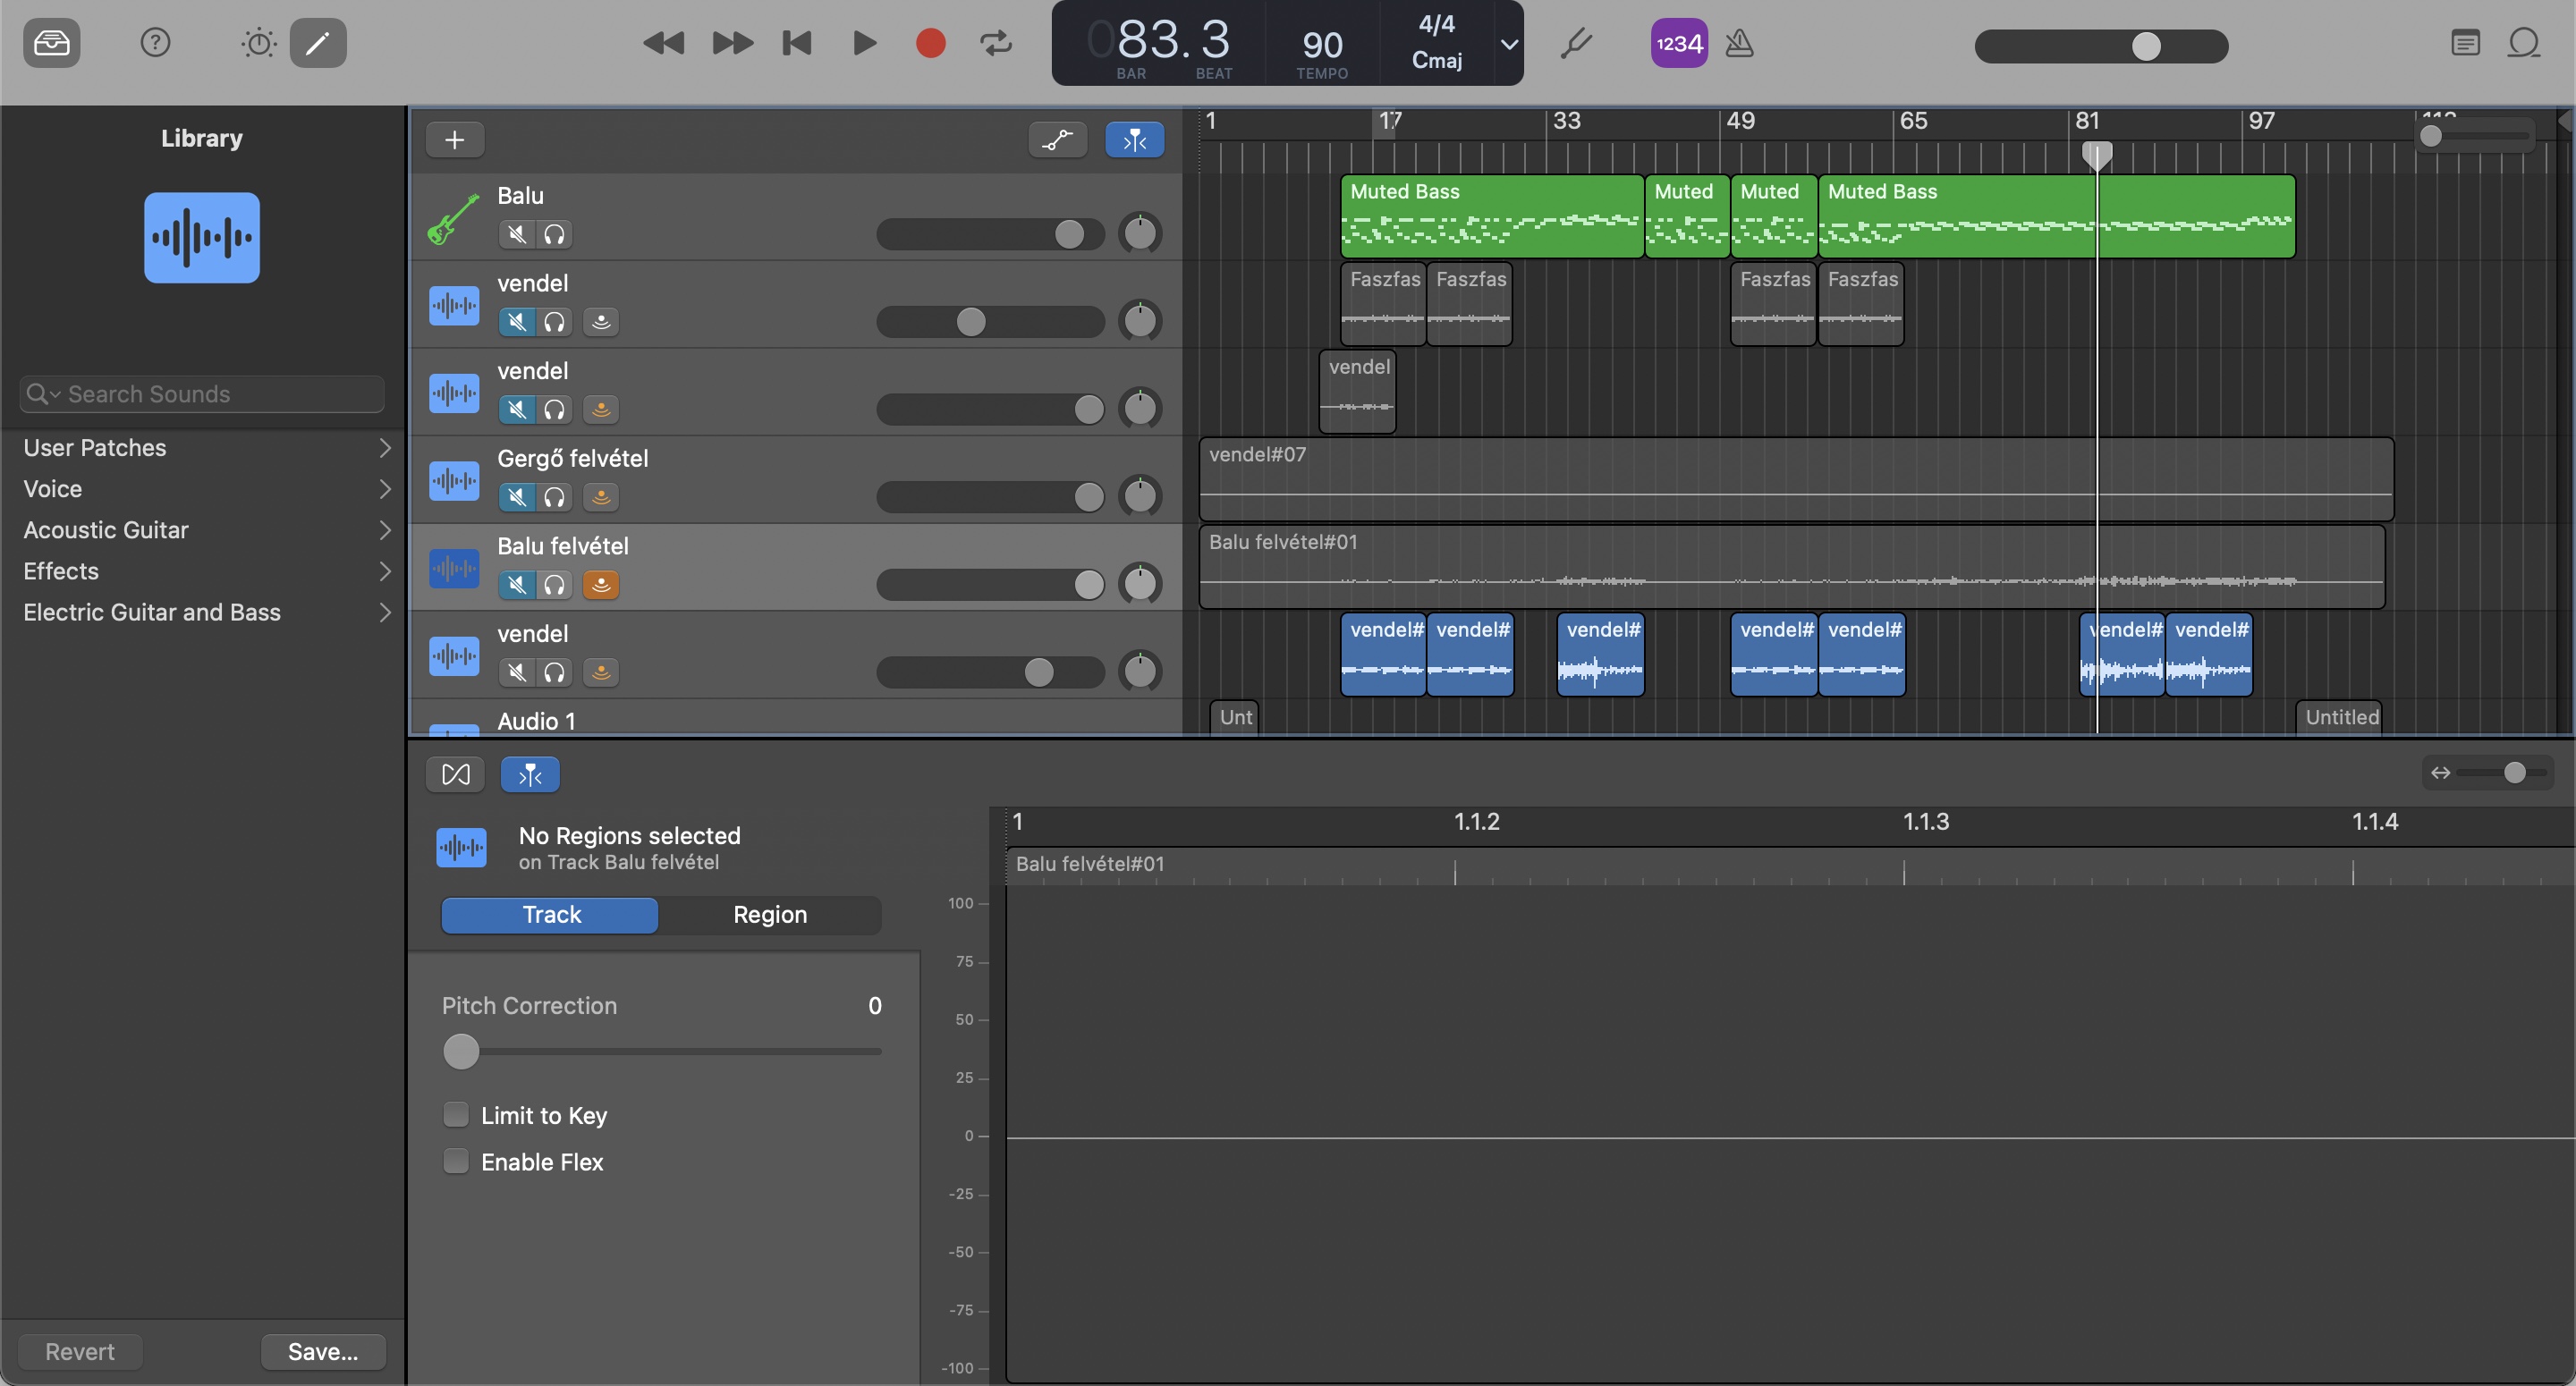 083.3
BAR
BEAT
90
TEMPO
4/4
Cmaj
1234
Library
Search Sounds
User Patches
Voice
Acoustic Guitar
Effects
Electric Guitar and Bass
Revert
Save...
1
17
33
49
65
81
97
Balu
Muted Bass
Muted
Muted
Muted Bass
vendel
Faszfas
Faszfas
Faszfas
Faszfas
vendel
vendel
Gergő felvétel
vendel#07
Balu felvétel
Balu felvétel#01
vendel
vendel#
vendel#
vendel#
vendel#
vendel#
vendel#
vendel#
Audio 1
Unt
Untitled
No Regions selected
on Track Balu felvétel
Track
Region
Pitch Correction
0
Limit to Key
Enable Flex
1
1.1.2
1.1.3
1.1.4
Balu felvétel#01
100
75
50
25
0
-25
-50
-75
-100